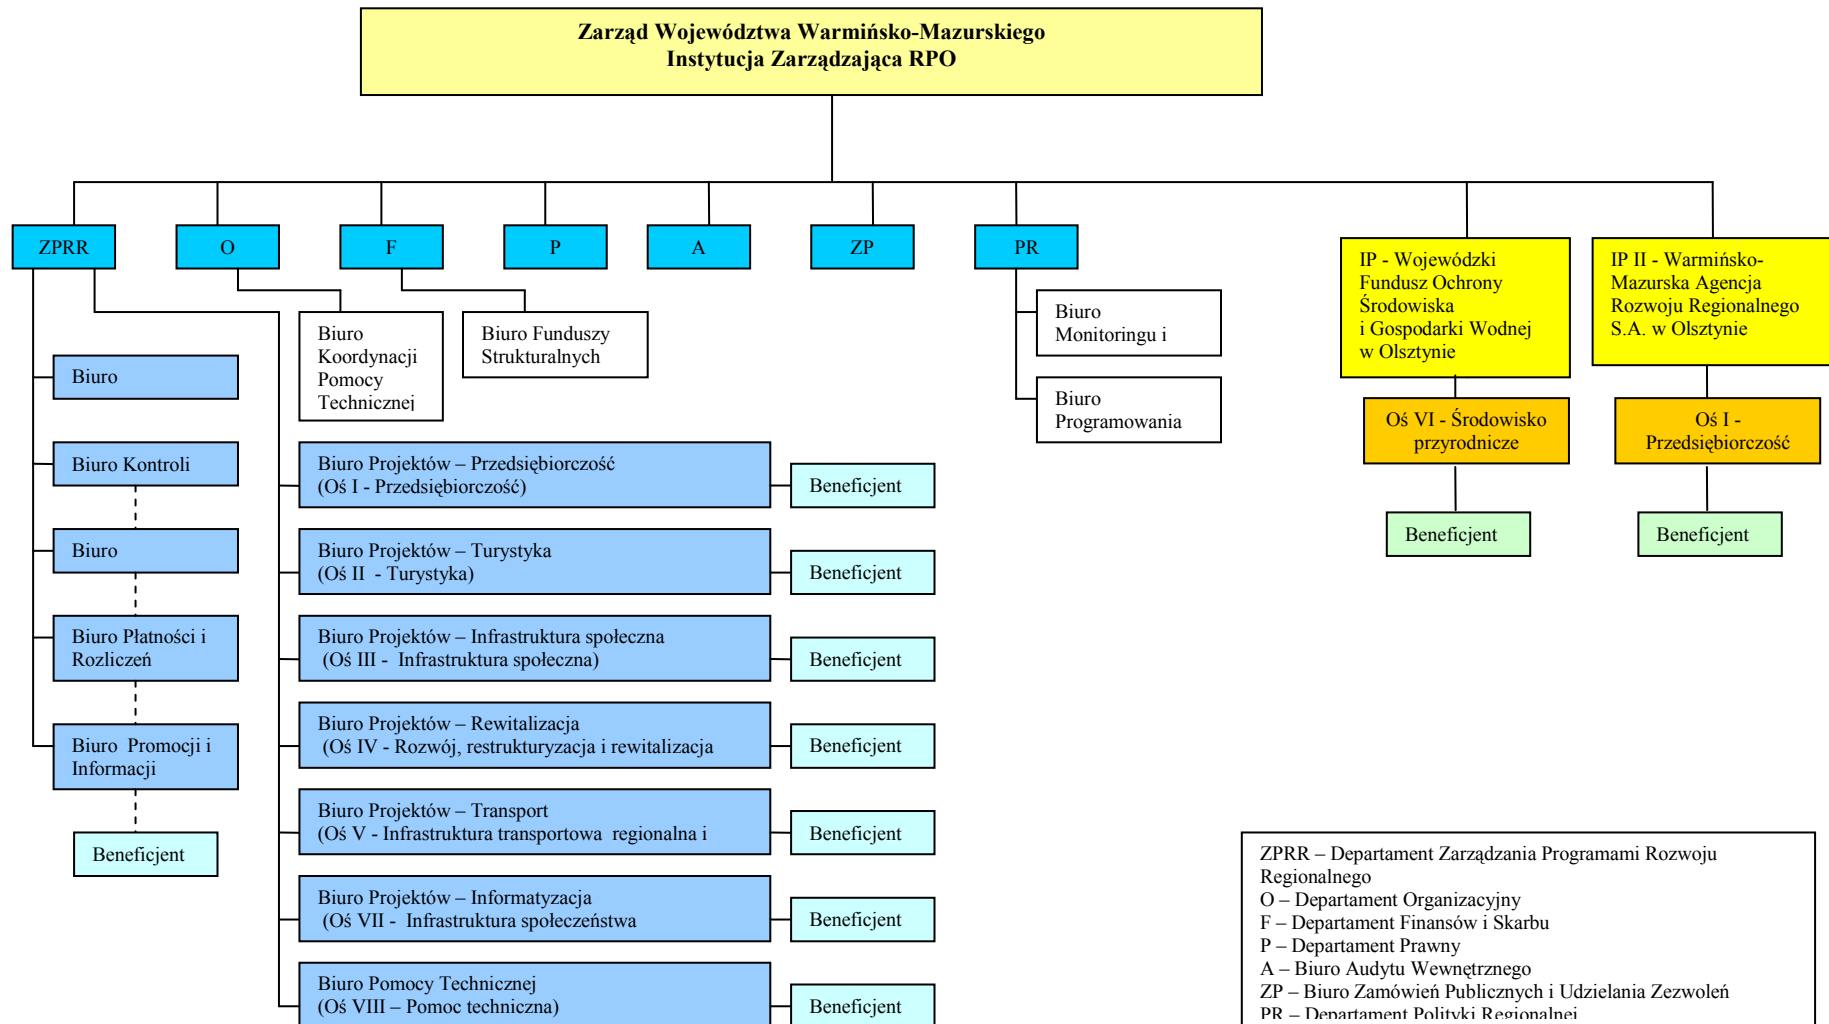 Zarząd Województwa Warmińsko-Mazurskiego
Instytucja Zarządzająca RPO
ZPRR
O
F
P
A
ZP
PR
IP - Wojewódzki
Fundusz Ochrony
Środowiska
i Gospodarki Wodnej
w Olsztynie
IP II - Warmińsko-
Mazurska Agencja
Rozwoju Regionalnego
S.A. w Olsztynie
Biuro
Koordynacji
Pomocy
Technicznej
Biuro Funduszy
Strukturalnych
Biuro
Monitoringu i
Biuro
Programowania
Oś VI - Środowisko
przyrodnicze
Oś I -
Przedsiębiorczość
Beneficjent
Beneficjent
Biuro
Biuro Kontroli
Biuro
Biuro Płatności i
Rozliczeń
Biuro  Promocji i
Informacji
Beneficjent
Biuro Projektów – Przedsiębiorczość
(Oś I - Przedsiębiorczość)
Beneficjent
Biuro Projektów – Turystyka
(Oś II  - Turystyka)
Beneficjent
Biuro Projektów – Infrastruktura społeczna
(Oś III -  Infrastruktura społeczna)
Beneficjent
Biuro Projektów – Rewitalizacja
(Oś IV - Rozwój, restrukturyzacja i rewitalizacja
Beneficjent
Biuro Projektów – Transport
(Oś V - Infrastruktura transportowa  regionalna i
Beneficjent
Biuro Projektów – Informatyzacja
(Oś VII -  Infrastruktura społeczeństwa
Beneficjent
Biuro Pomocy Technicznej
(Oś VIII – Pomoc techniczna)
Beneficjent
ZPRR – Departament Zarządzania Programami Rozwoju
Regionalnego
O – Departament Organizacyjny
F – Departament Finansów i Skarbu
P – Departament Prawny
A – Biuro Audytu Wewnętrznego
ZP – Biuro Zamówień Publicznych i Udzielania Zezwoleń
PR – Departament Polityki Regionalnej